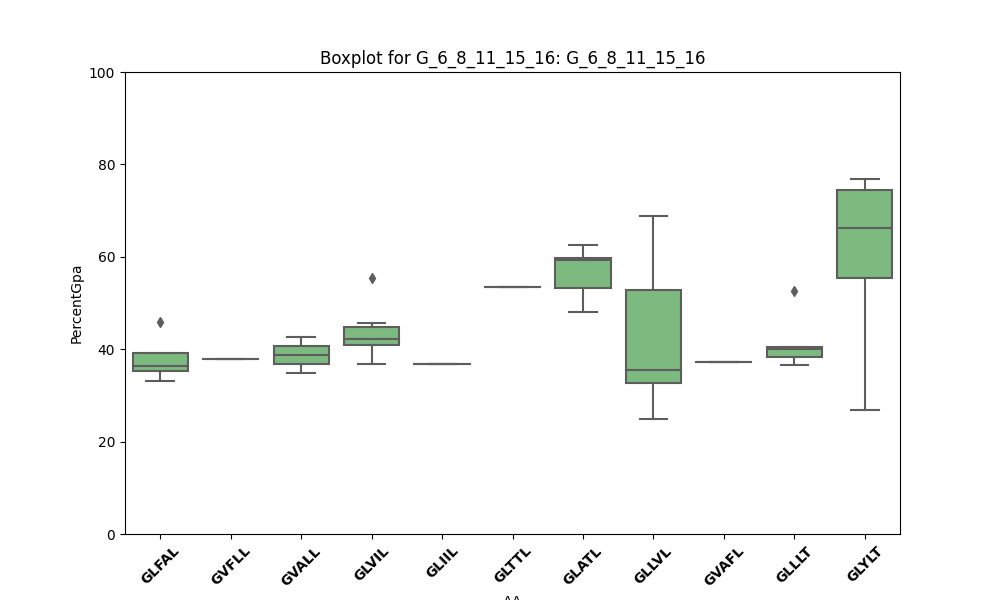 Boxplot for G_6_8_11_15_16: G_6_8_11_15_16
100
80
60
40
20
0
PercentGpa
GLFAL
GVFLL
GVALL
GLVIL
GLIIL
GLTTL
GLATL
GLLVL
GVAFL
GLLLT
GLYLT
AA